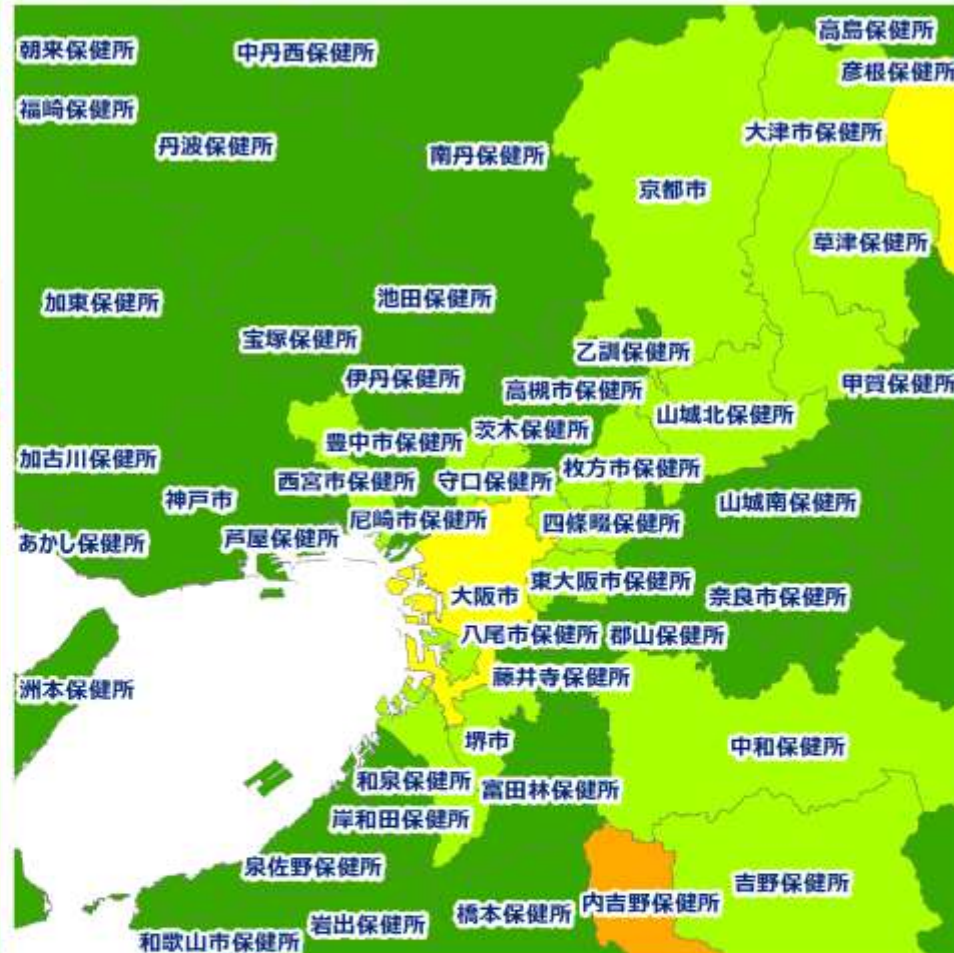 高島保健所
朝来保健所
中丹西保健所
彦根保健所
福崎保健所
大津市保健所
丹波保健所
南丹保健所
京都市
草津保健所
池田保健所
加東保健所
宝塚保健所
乙訓保健所
伊丹保健所
高槻市保健所
甲賀保健所
山城北保健所
茨木保健所
豊中市保健所
加古川保健所
枚方市保健所
西宮市保健所
守口保健所
神戸市
山城南保健所
尼崎市保健所
四條畷保健所
芦屋保健所
あかし保健所
東大阪市保健所
大阪市
奈良市保健所
八尾市保健所
郡山保健所
藤井寺保健所
洲本保健所
堺市
中和保健所
和泉保健所
富田林保健所
岸和田保健所
泉佐野保健所
吉野保健所
内吉野保健所
橋本保健所
岩出保健所
和歌山市保健所